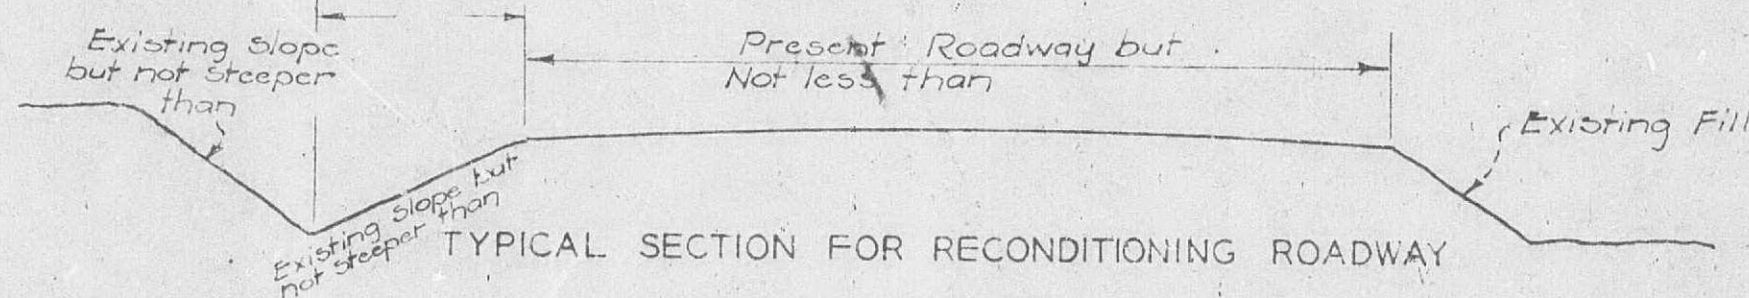 Existing slope
but not steeper
than
Present Roadway but
Not less than
Existing Fill
Existing slope but
not steeper than
TYPICAL SECTION FOR RECONDITIONING ROADWAY